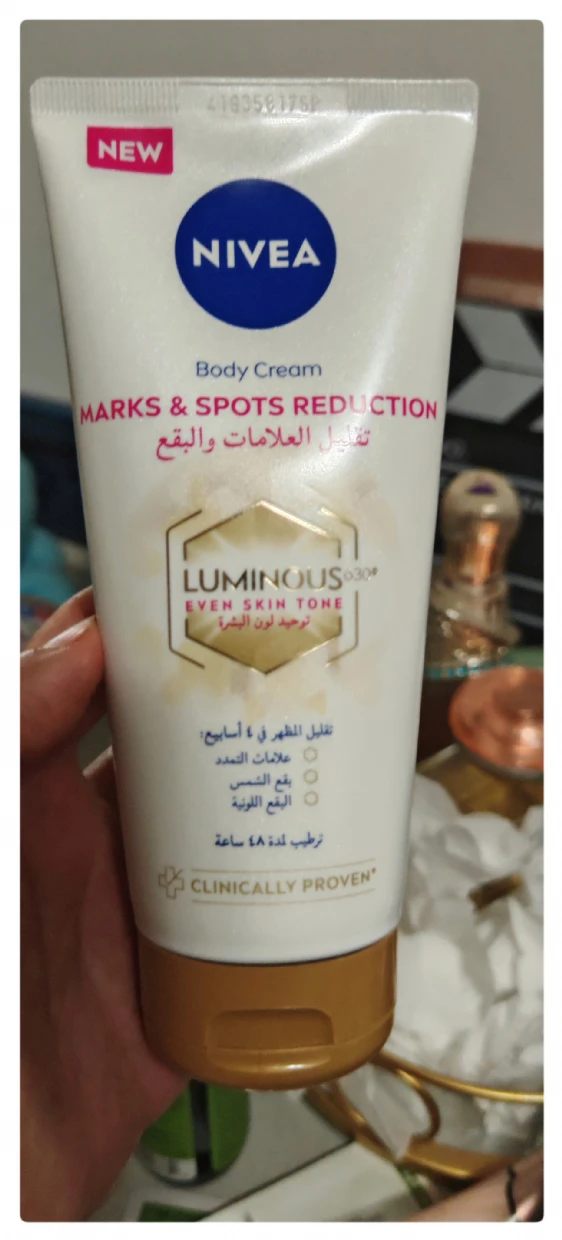 NEW
NIVEA
Body Cream
MARKS & SPOTS REDUCTION
تقليل العلامات والبقع
LUMINOUS630®
EVEN SKIN TONE
توحيد لون البشرة
تقليل المظهر في ٤ أسابيع:
علامات التمدد
بقع الشمس
البقع اللونية
ترطيب لمدة ٤٨ ساعة
CLINICALLY PROVEN*